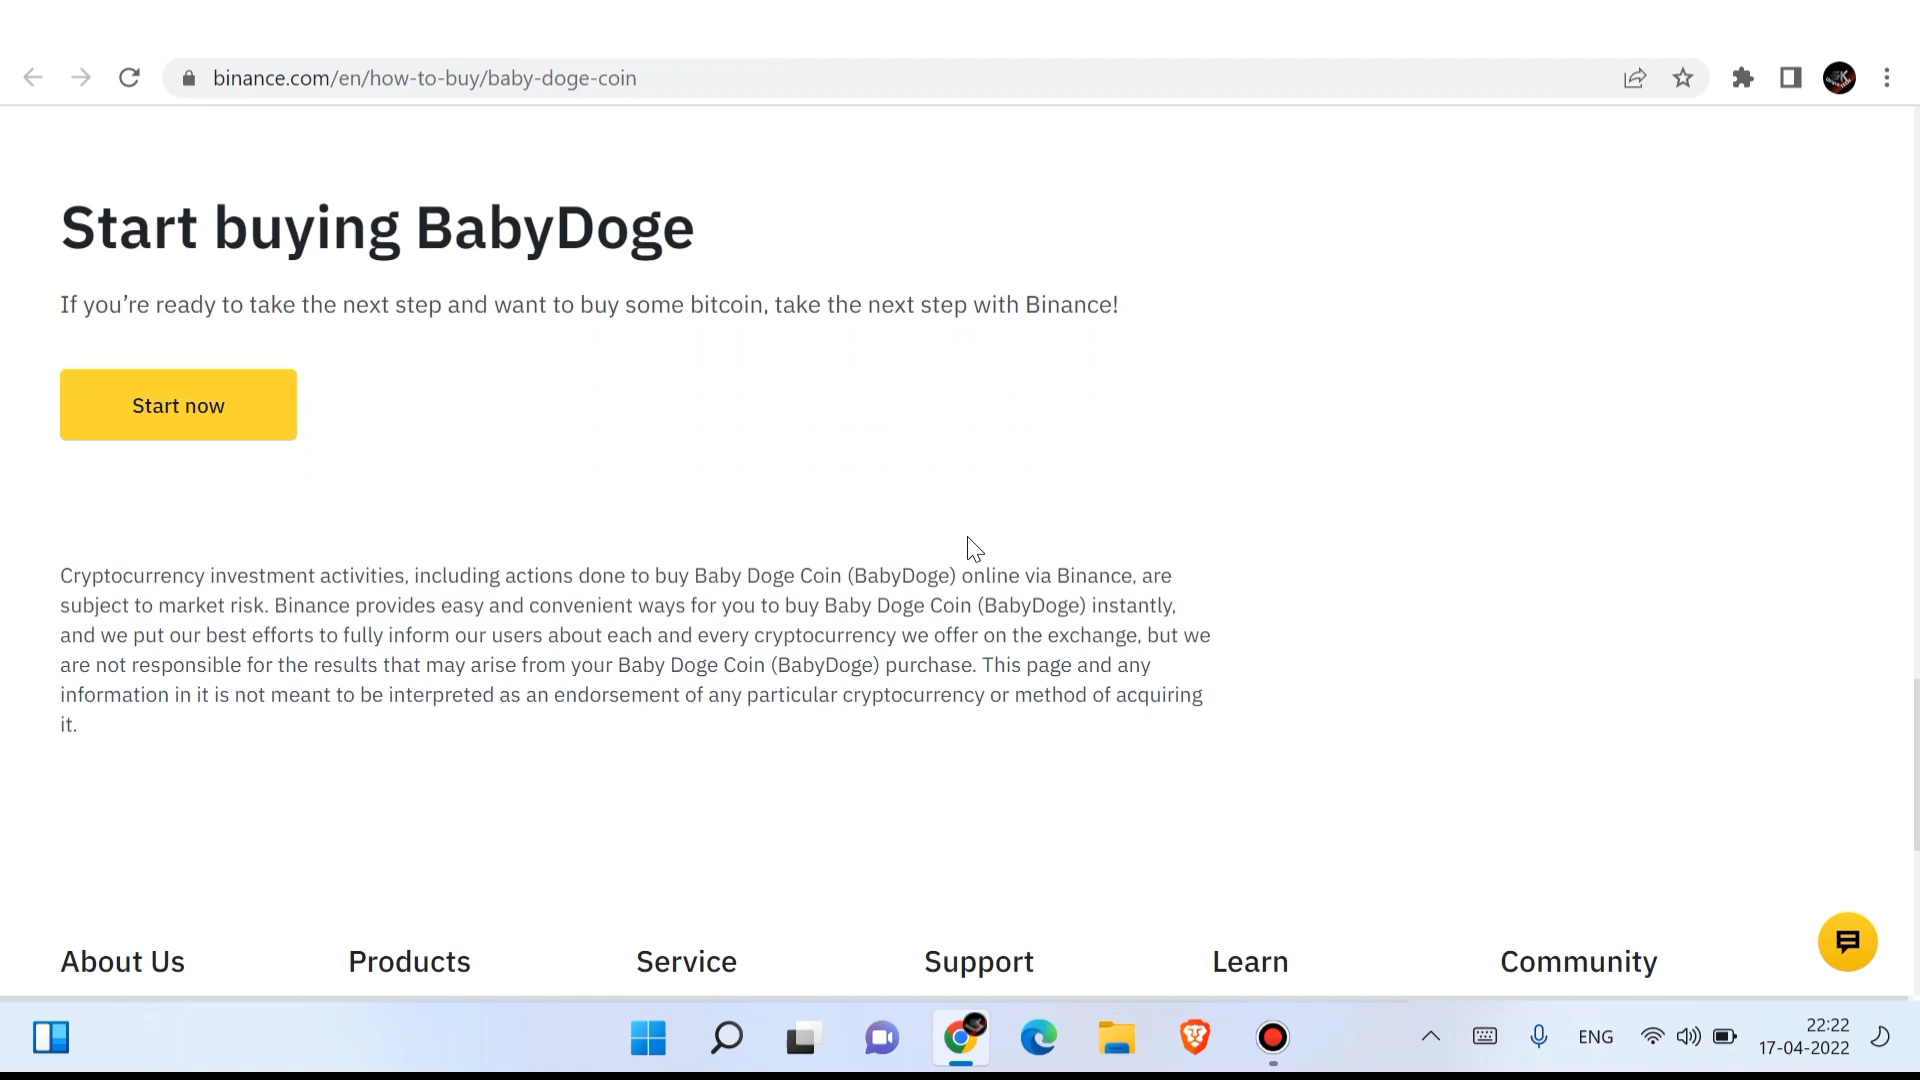 binance.com/en/how-to-buy/baby-doge-coin
Start buying BabyDoge
If you’re ready to take the next step and want to buy some bitcoin, take the next step with Binance!
Start now
Cryptocurrency investment activities, including actions done to buy Baby Doge Coin (BabyDoge) online via Binance, are
subject to market risk. Binance provides easy and convenient ways for you to buy Baby Doge Coin (BabyDoge) instantly,
and we put our best efforts to fully inform our users about each and every cryptocurrency we offer on the exchange, but we
are not responsible for the results that may arise from your Baby Doge Coin (BabyDoge) purchase. This page and any
information in it is not meant to be interpreted as an endorsement of any particular cryptocurrency or method of acquiring
it.
About Us Products Service Support Learn Community
ENG
22:22
17-04-2022